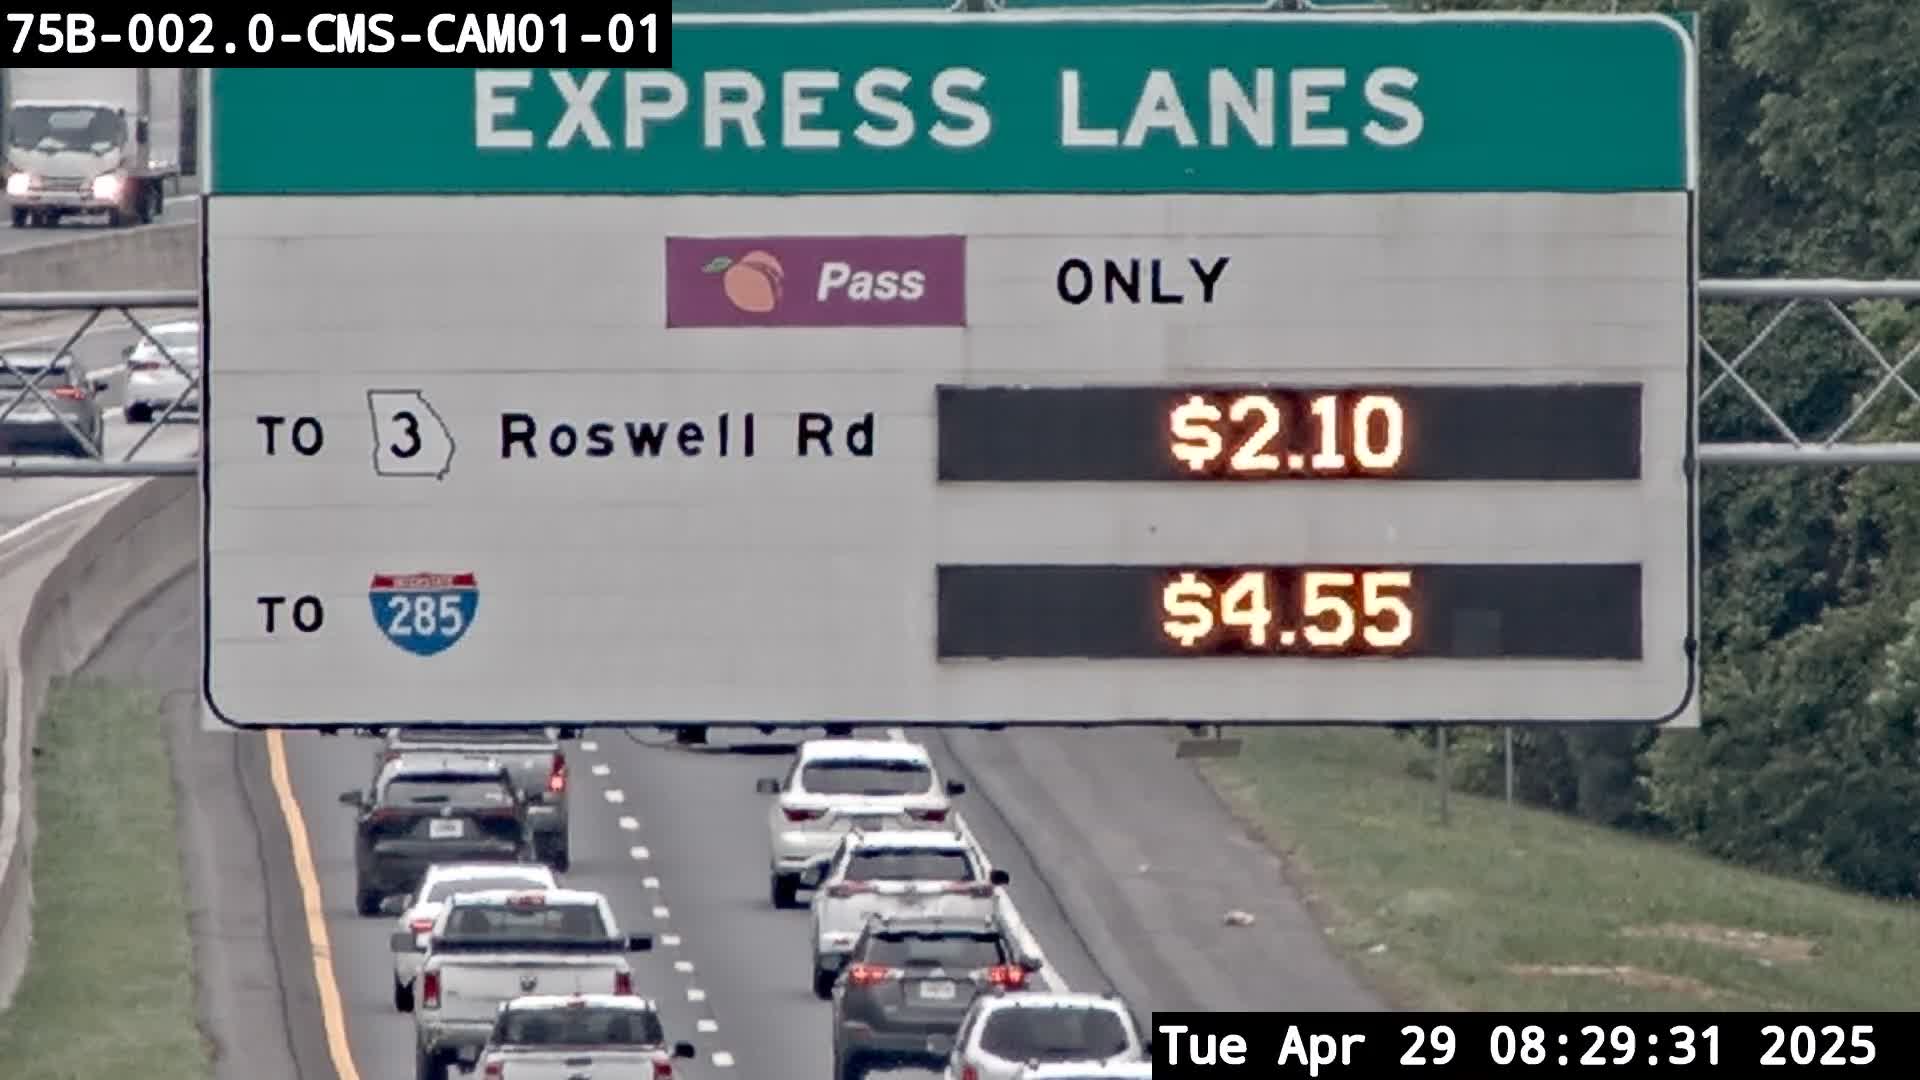 75B-002.0-CMS-CAM01-01
EXPRESS LANES
Pass ONLY
TO 3 Roswell Rd $2.10
TO INTERSTATE 285 $4.55
Tue Apr 29 08:29:31 2025